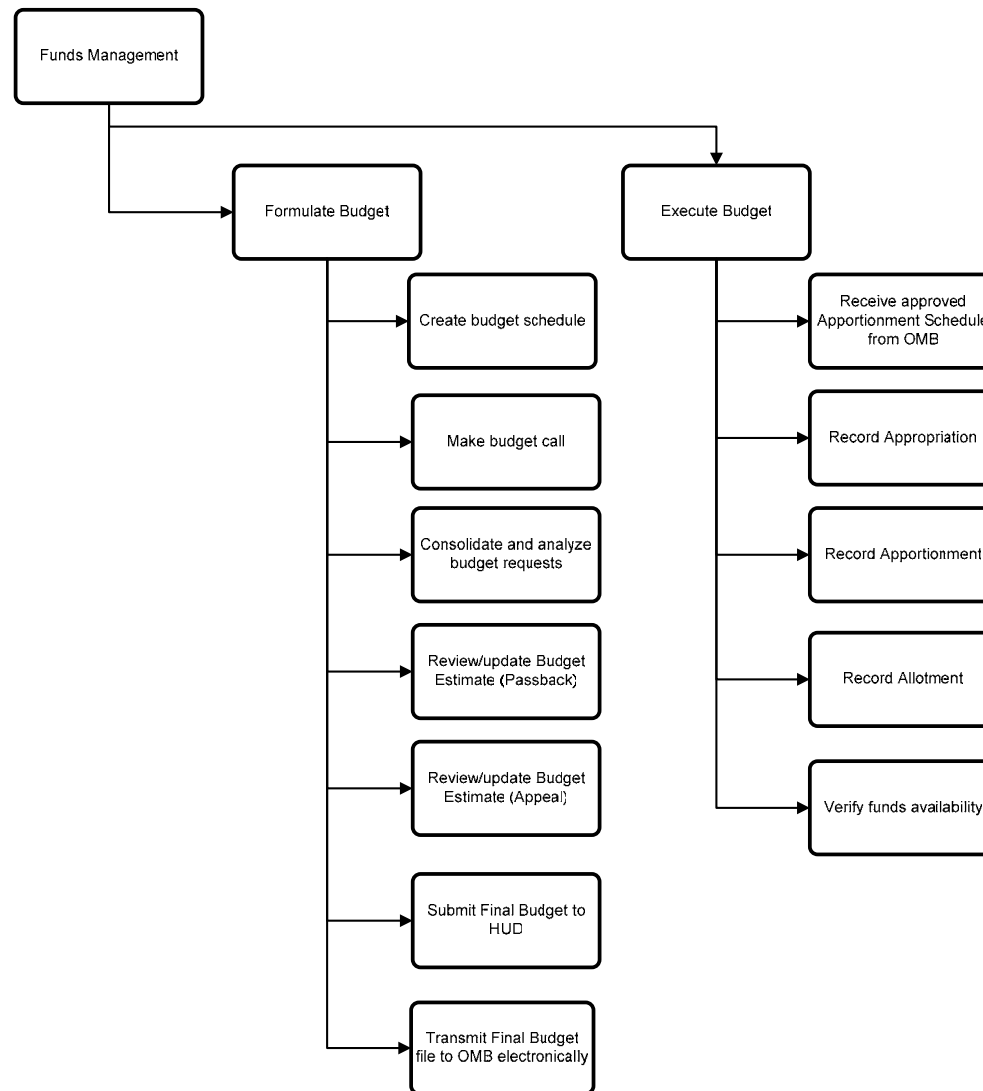 Funds Management
Formulate Budget
Execute Budget
Create budget schedule
Make budget call
Consolidate and analyze
budget requests
Review/update Budget
Estimate (Passback)
Review/update Budget
Estimate (Appeal)
Submit Final Budget to
HUD
Transmit Final Budget
file to OMB electronically
Receive approved
Apportionment Schedule
from OMB
Record Appropriation
Record Apportionment
Record Allotment
Verify funds availability